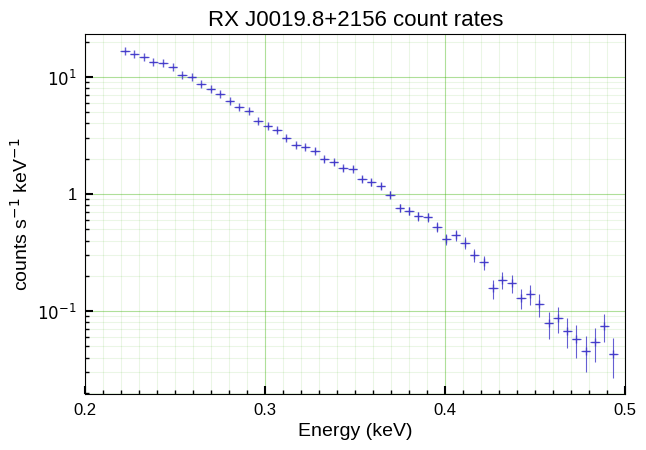 RX J0019.8+2156 count rates
counts s⁻¹ keV⁻¹
10¹
1
10⁻¹
0.2 0.3 0.4 0.5
Energy (keV)